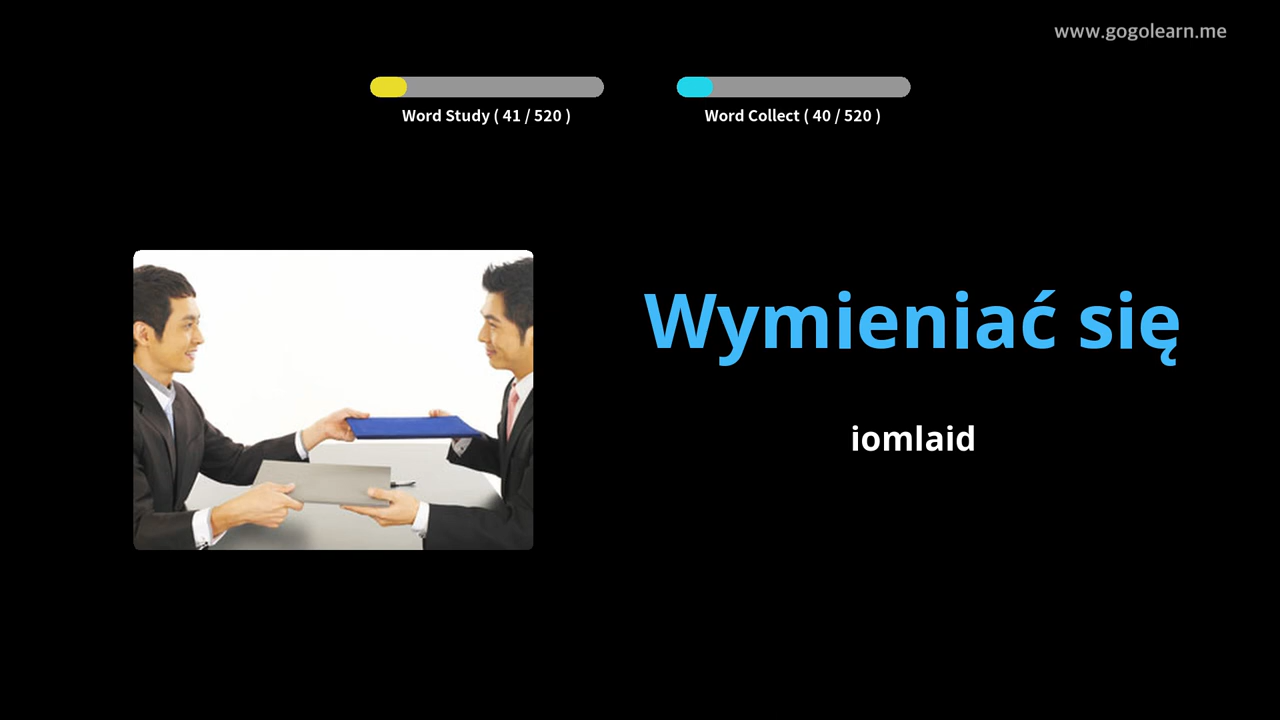 www.gogolearn.me
Word Study ( 41 / 520 )
Word Collect ( 40 / 520 )
Wymieniać się
iomlaid